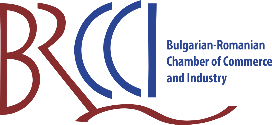 BRCCI
Bulgarian-Romanian
Chamber of Commerce
and Industry